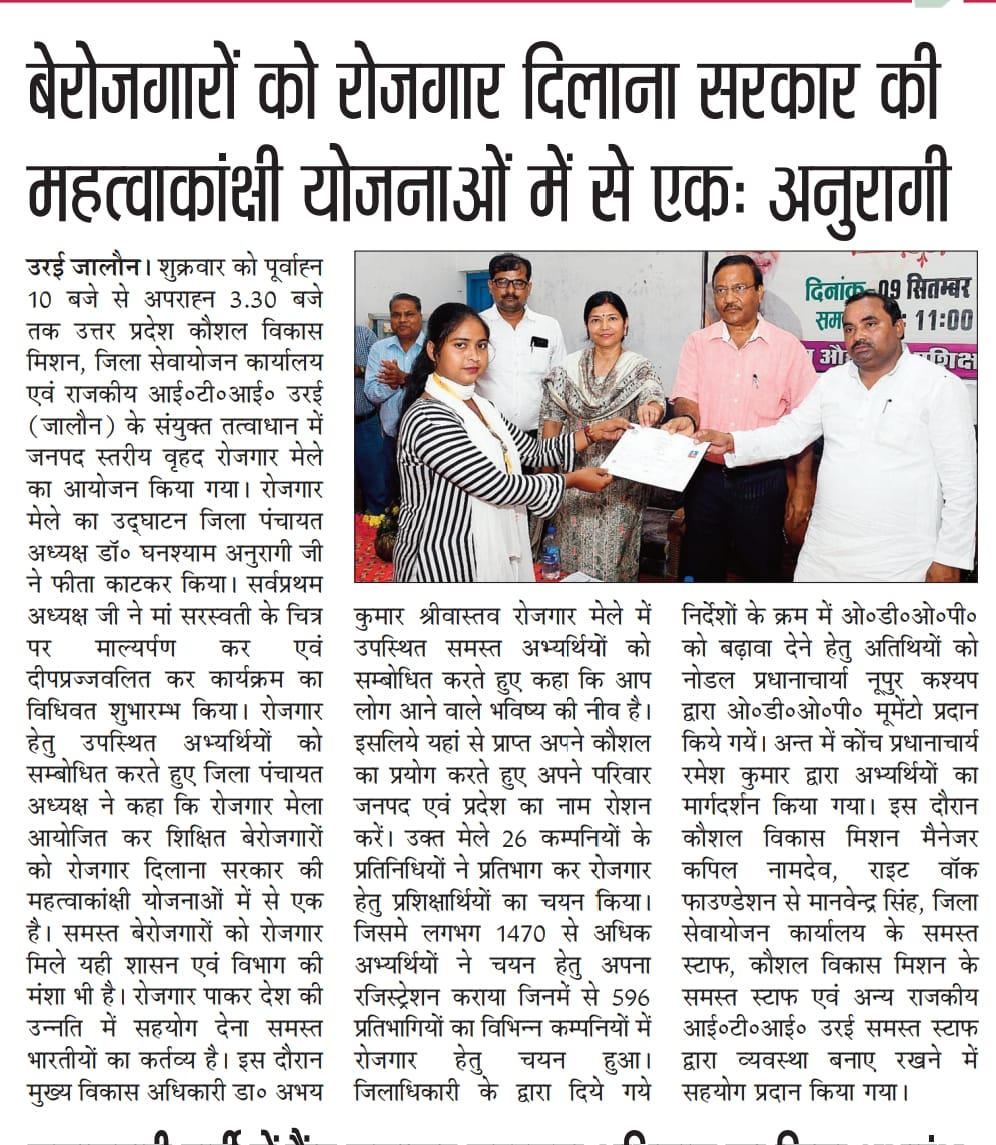 बेरोजगारों को रोजगार दिलाना सरकार की
महत्वाकांक्षी योजनाओं में से एकः अनुरागी
उरई जालौन। शुक्रवार को पूर्वाह्न
10 बजे से अपराह्न 3.30 बजे
तक उत्तर प्रदेश कौशल विकास
मिशन, जिला सेवायोजन कार्यालय
एवं राजकीय आई०टी०आई० उरई
(जालौन) के संयुक्त तत्वाधान में
जनपद स्तरीय वृहद रोजगार मेले
का आयोजन किया गया। रोजगार
मेले का उद्घाटन जिला पंचायत
अध्यक्ष डॉ० घनश्याम अनुरागी जी
ने फीता काटकर किया। सर्वप्रथम
अध्यक्ष जी ने मां सरस्वती के चित्र
पर माल्यर्पण कर एवं
दीपप्रज्जवलित कर कार्यक्रम का
विधिवत शुभारम्भ किया। रोजगार
हेतु उपस्थित अभ्यर्थियों को
सम्बोधित करते हुए जिला पंचायत
अध्यक्ष ने कहा कि रोजगार मेला
आयोजित कर शिक्षित बेरोजगारों
को रोजगार दिलाना सरकार की
महत्वाकांक्षी योजनाओं में से एक
है। समस्त बेरोजगारों को रोजगार
मिले यही शासन एवं विभाग की
मंशा भी है। रोजगार पाकर देश की
उन्नति में सहयोग देना समस्त
भारतीयों का कर्तव्य है। इस दौरान
मुख्य विकास अधिकारी डा० अभय
दिनांक 09 सितम्बर
11:00
कुमार श्रीवास्तव रोजगार मेले में
उपस्थित समस्त अभ्यर्थियों को
सम्बोधित करते हुए कहा कि आप
लोग आने वाले भविष्य की नीव है।
इसलिये यहां से प्राप्त अपने कौशल
का प्रयोग करते हुए अपने परिवार
जनपद एवं प्रदेश का नाम रोशन
करें। उक्त मेले 26 कम्पनियों के
प्रतिनिधियों ने प्रतिभाग कर रोजगार
हेतु प्रशिक्षार्थियों का चयन किया।
जिसमे लगभग 1470 से अधिक
अभ्यर्थियों ने चयन हेतु अपना
रजिस्ट्रेशन कराया जिनमें से 596
प्रतिभागियों का विभिन्न कम्पनियों में
रोजगार हेतु चयन हुआ।
जिलाधिकारी के द्वारा दिये गये
निर्देशों के क्रम में ओ०डी०ओ०पी०
को बढ़ावा देने हेतु अतिथियों को
नोडल प्रधानाचार्या नूपुर कश्यप
द्वारा ओ०डी०ओ०पी० मूमेंटो प्रदान
किये गयें। अन्त में कोंच प्रधानाचार्य
रमेश कुमार द्वारा अभ्यर्थियों का
मार्गदर्शन किया गया। इस दौरान
कौशल विकास मिशन मैनेजर
कपिल नामदेव, राइट वॉक
फाउण्डेशन से मानवेन्द्र सिंह, जिला
सेवायोजन कार्यालय के समस्त
स्टाफ, कौशल विकास मिशन के
समस्त स्टाफ एवं अन्य राजकीय
आई०टी०आई० उरई समस्त स्टाफ
द्वारा व्यवस्था बनाए रखने में
सहयोग प्रदान किया गया।